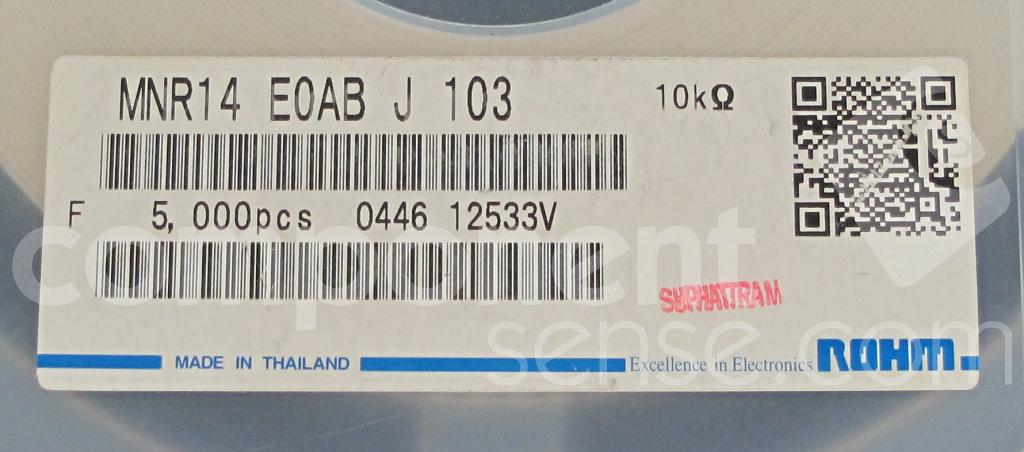 MNR14 E0AB J 103
10kΩ
F 5,000pcs 0446 12533V
SUPHATTRAM
MADE IN THAILAND
Excellence in Electronics ROHM
component
sense.com